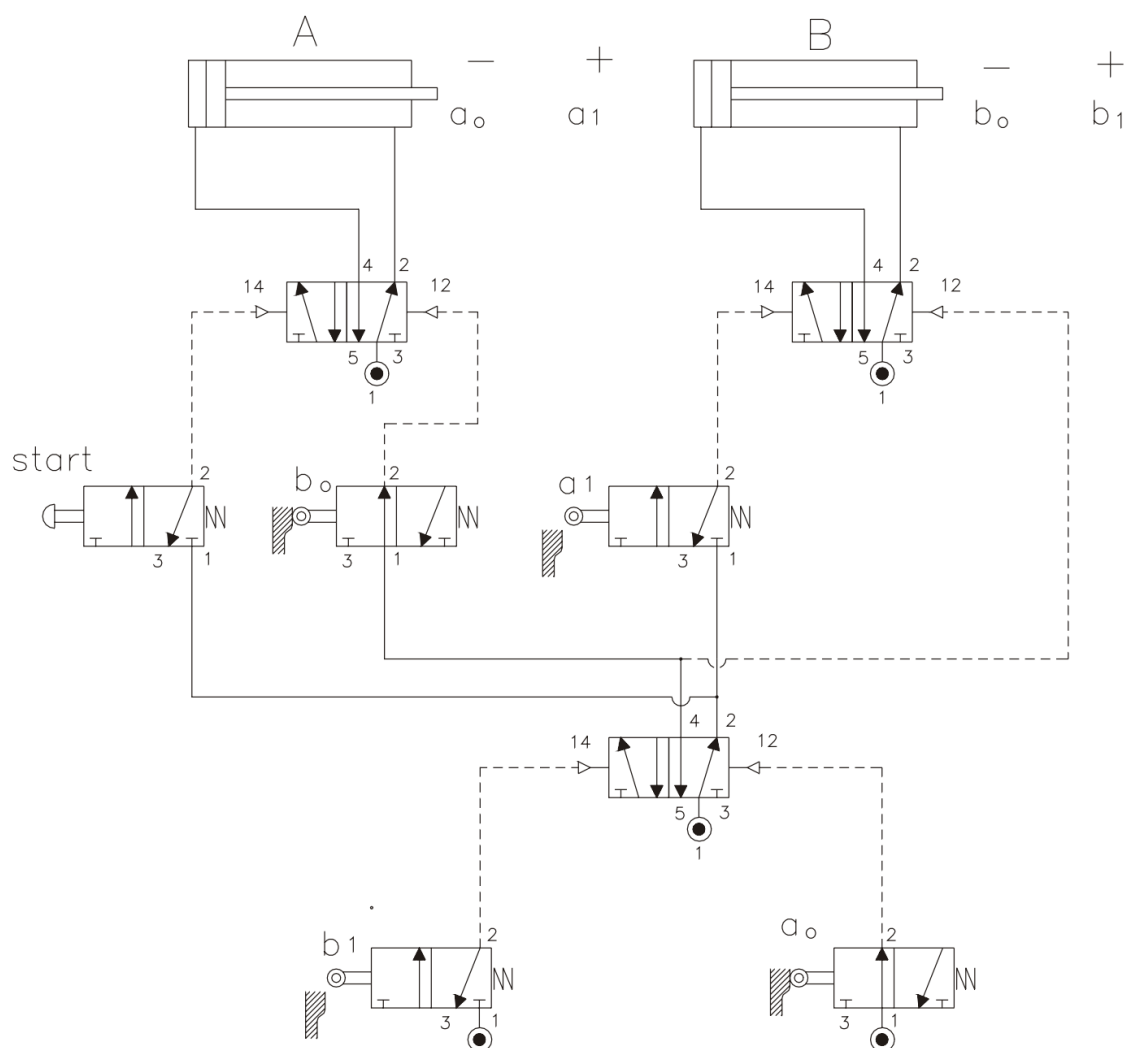 A
B
− + − +
a₀ a1 b₀ b1
4 2 4 2
14 12 14 12
5 3 5 3
1 1
start
2 b₀ 2 a1 2
3 1 3 1 3 1
4 2
14 12
5 3
1
b1 2 a₀ 2
3 1 3 1